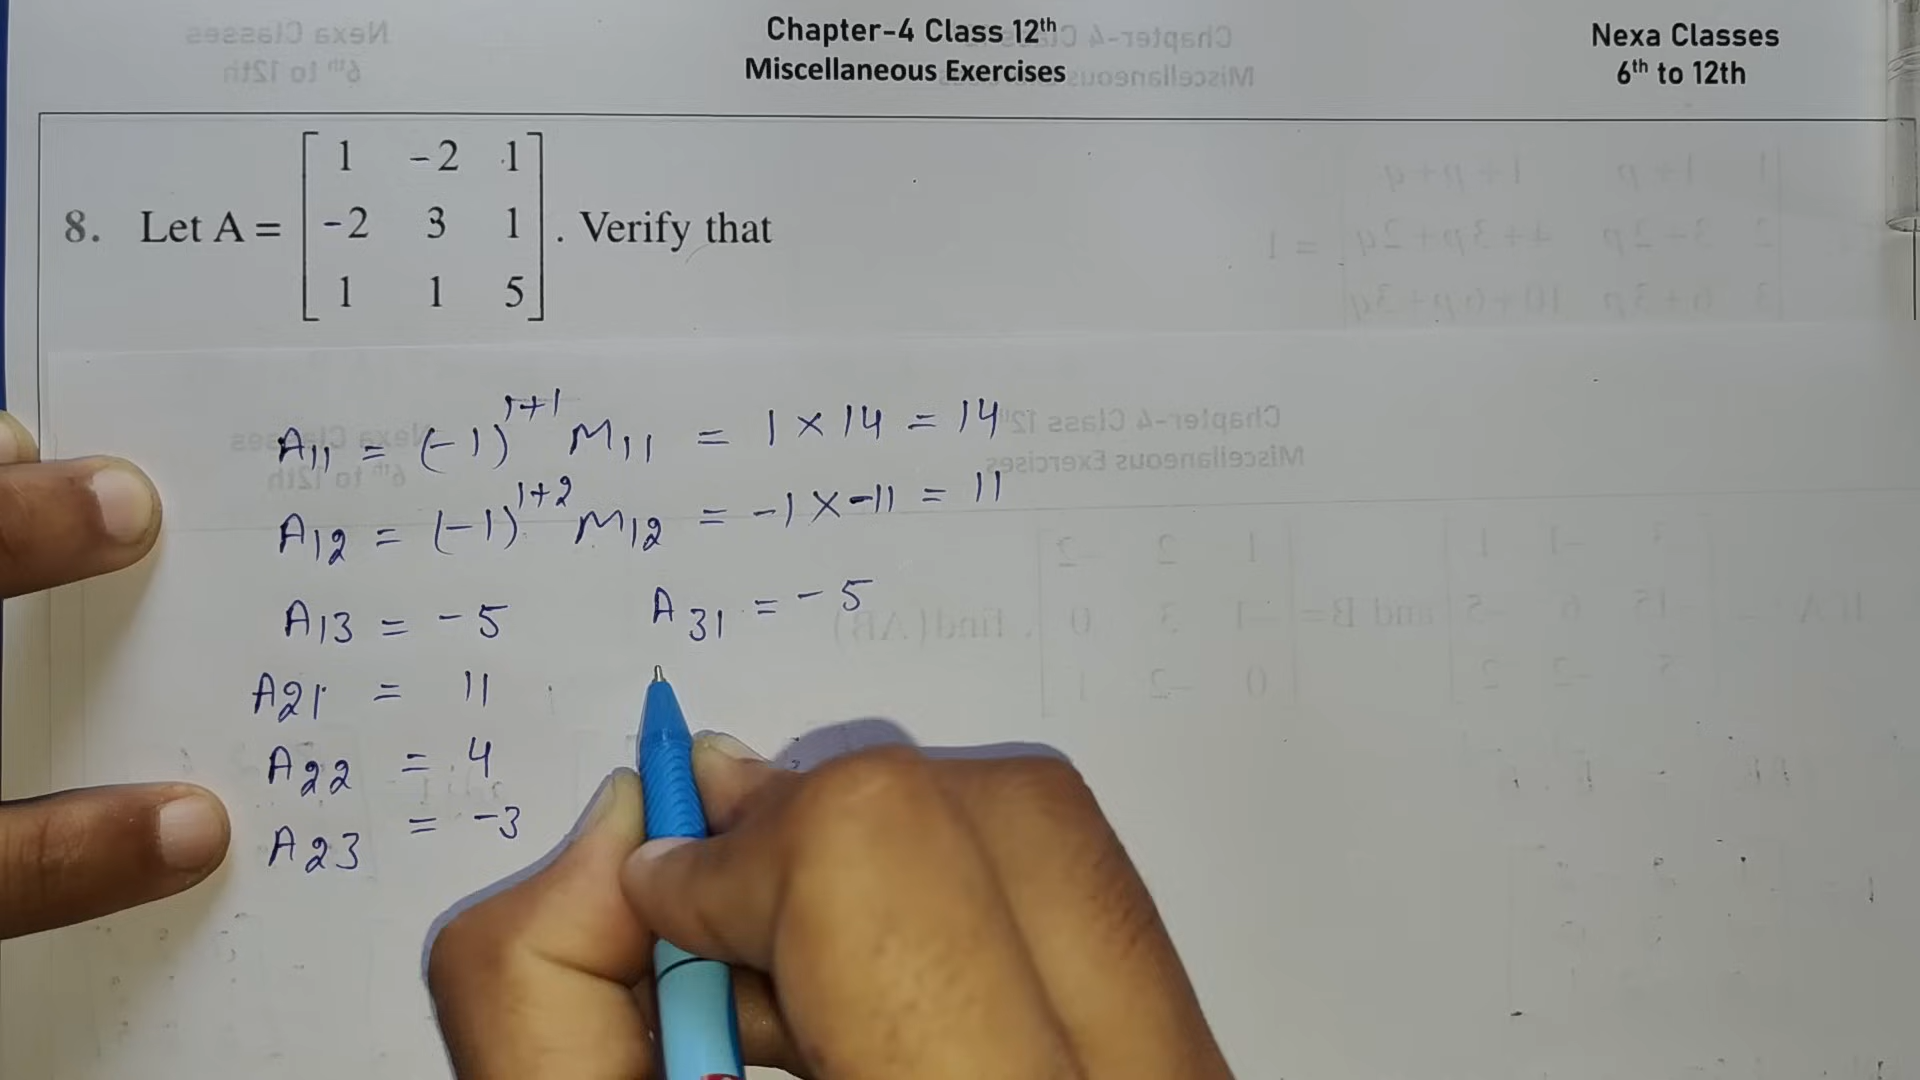 Chapter-4 Class 12th
Miscellaneous Exercises
Nexa Classes
6th to 12th
8. Let A = [ 1 -2 1
-2 3 1
1 1 5 ] . Verify that
A11 = (-1)^1+1 M11 = 1 × 14 = 14
A12 = (-1)^1+2 M12 = -1 × -11 = 11
A13 = -5 A31 = -5
A21 = 11
A22 = 4
A23 = -3